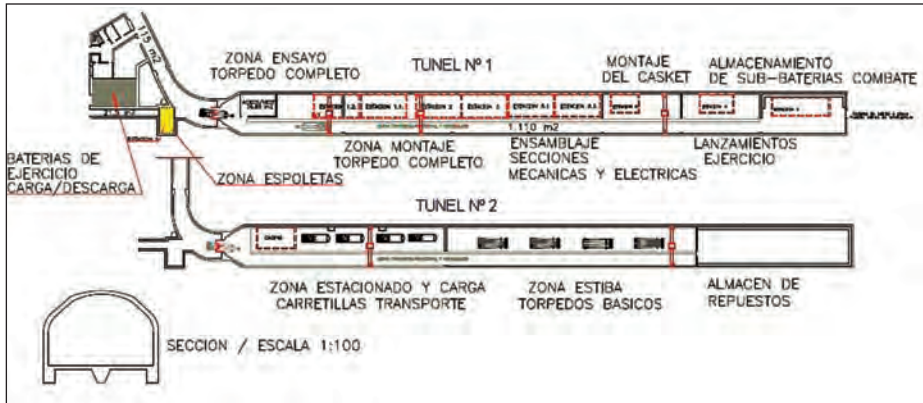 115 m2
ZONA ENSAYO
TORPEDO COMPLETO
TUNEL Nº 1
MONTAJE
DEL CASKET
ALMACENAMIENTO
DE SUB-BATERIAS COMBATE
1.110 m2
BATERIAS DE
EJERCICIO
CARGA/DESCARGA
ZONA ESPOLETAS
ZONA MONTAJE
TORPEDO COMPLETO
ENSAMBLAJE
SECCIONES
MECANICAS Y ELECTRICAS
LANZAMIENTOS
EJERCICIO
TUNEL Nº 2
ZONA ESTACIONADO Y CARGA
CARRETILLAS TRANSPORTE
ZONA ESTIBA
TORPEDOS BASICOS
ALMACEN DE
REPUESTOS
SECCION / ESCALA 1:100